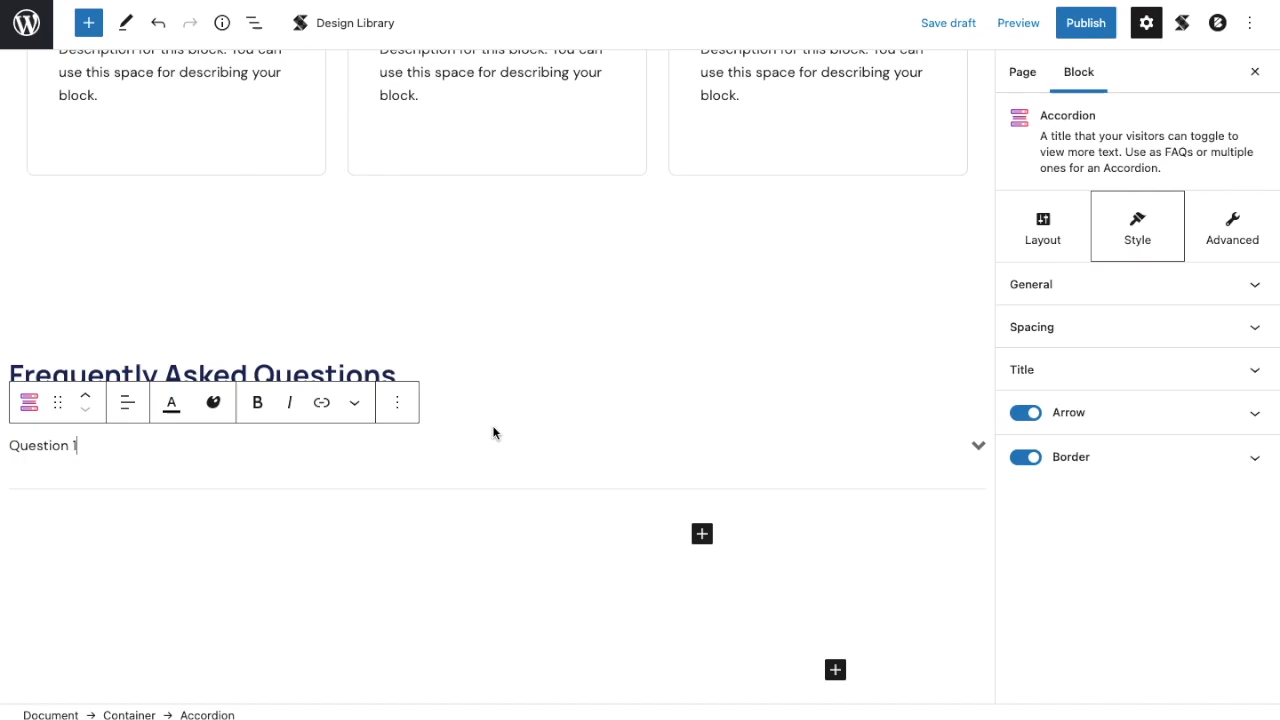 Design Library
Save draft
Preview
Publish
Description for this block. You can
use this space for describing your
block.
Description for this block. You can
use this space for describing your
block.
Description for this block. You can
use this space for describing your
block.
Page
Block
Accordion
A title that your visitors can toggle to
view more text. Use as FAQs or multiple
ones for an Accordion.
Layout
Style
Advanced
General
Spacing
Title
Arrow
Border
Frequently Asked Questions
A
B
I
Question 1
Document → Container → Accordion